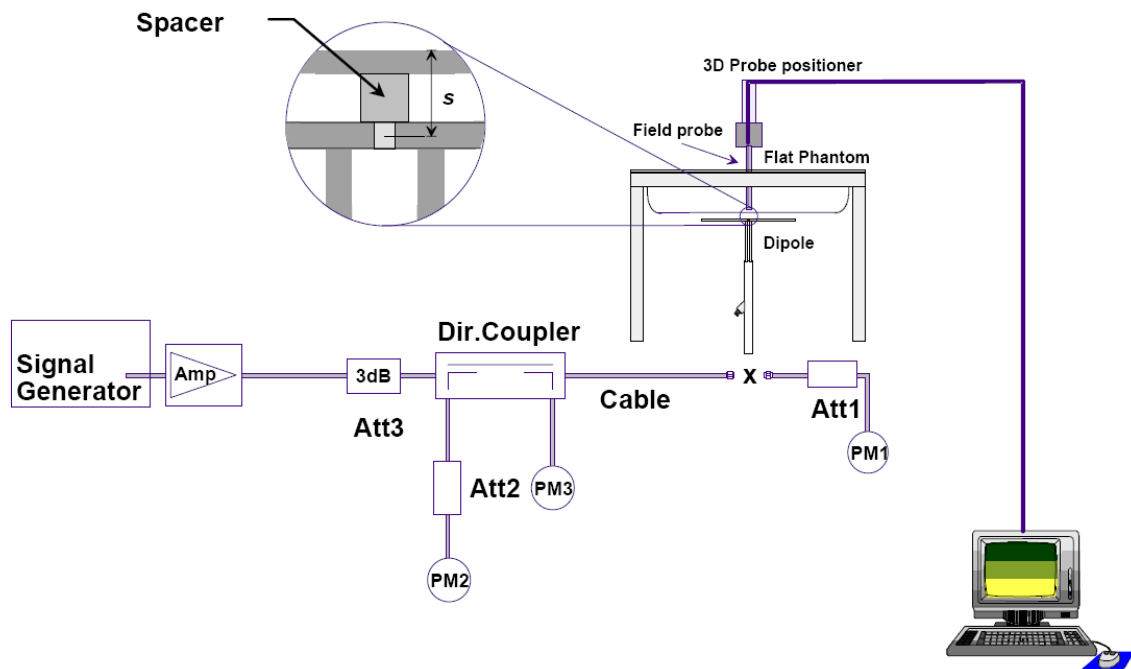 Spacer
s
3D Probe positioner
Field probe
Flat Phantom
Dipole
Signal
Generator
Amp
3dB
Att3
Dir.Coupler
Cable
x
Att1
PM1
Att2
PM3
PM2